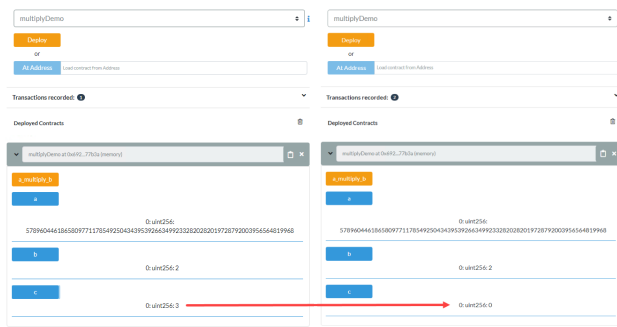 multiplyDemo
Deploy
or
At Address Load contract from Address
Transactions recorded: 1
Deployed Contracts
multiplyDemo at 0x692...77b3a (memory)
a_multiply_b
a
0: uint256:
57896044618658097711785492504343953926634992332820282019728792003956564819968
b
0: uint256: 2
c
0: uint256: 3
multiplyDemo
Deploy
or
At Address Load contract from Address
Transactions recorded: 2
Deployed Contracts
multiplyDemo at 0x692...77b3a (memory)
a_multiply_b
a
0: uint256:
57896044618658097711785492504343953926634992332820282019728792003956564819968
b
0: uint256: 2
c
0: uint256: 0